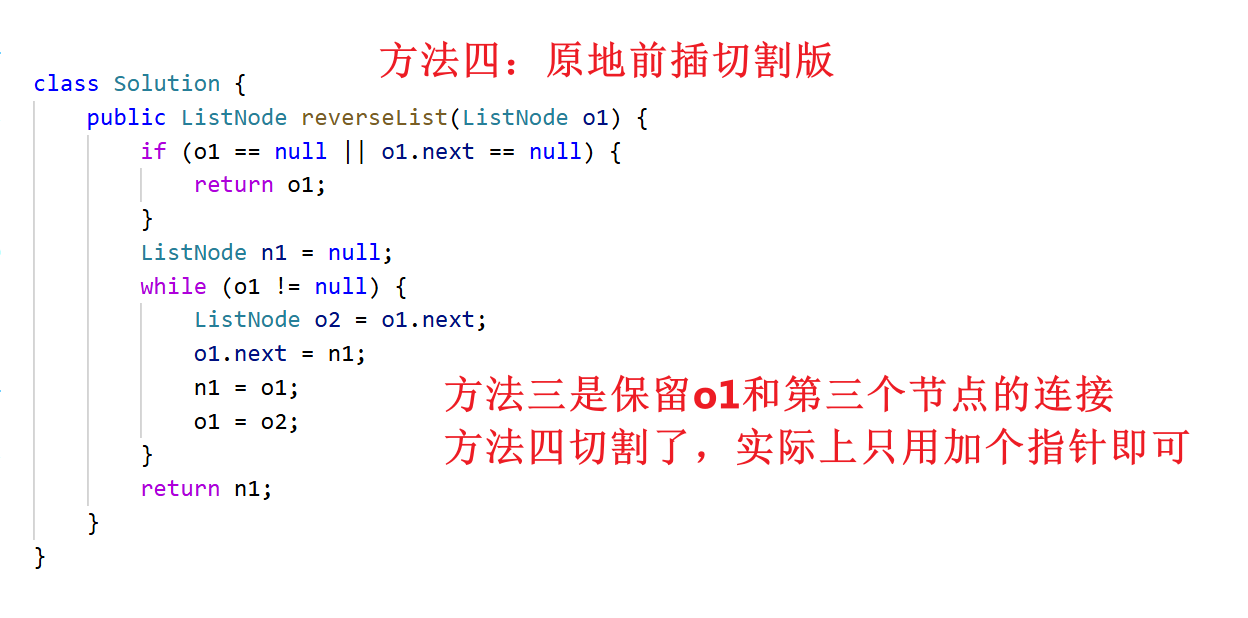 方法四：原地前插切割版
class Solution {
    public ListNode reverseList(ListNode o1) {
        if (o1 == null || o1.next == null) {
            return o1;
        }
        ListNode n1 = null;
        while (o1 != null) {
            ListNode o2 = o1.next;
            o1.next = n1;
            n1 = o1;
方法三是保留o1和第三个节点的连接
            o1 = o2;
方法四切割了，实际上只用加个指针即可
        }
        return n1;
    }
}